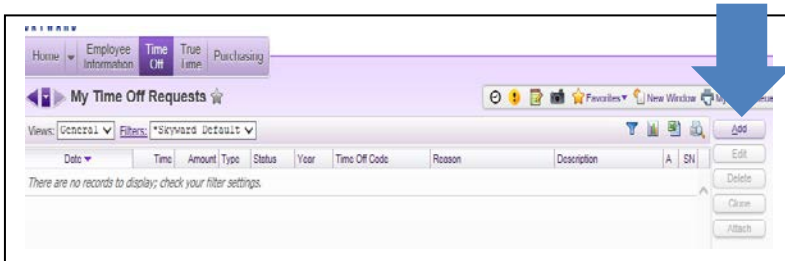 Home Employee Information Time Off True Time Purchasing
My Time Off Requests Favorites New Window
Views: General Filters: *Skyward Default Add
Date Time Amount Type Status Year Time Off Code Reason Description A SN Edit
There are no records to display; check your filter settings. Delete
Clone
Attach